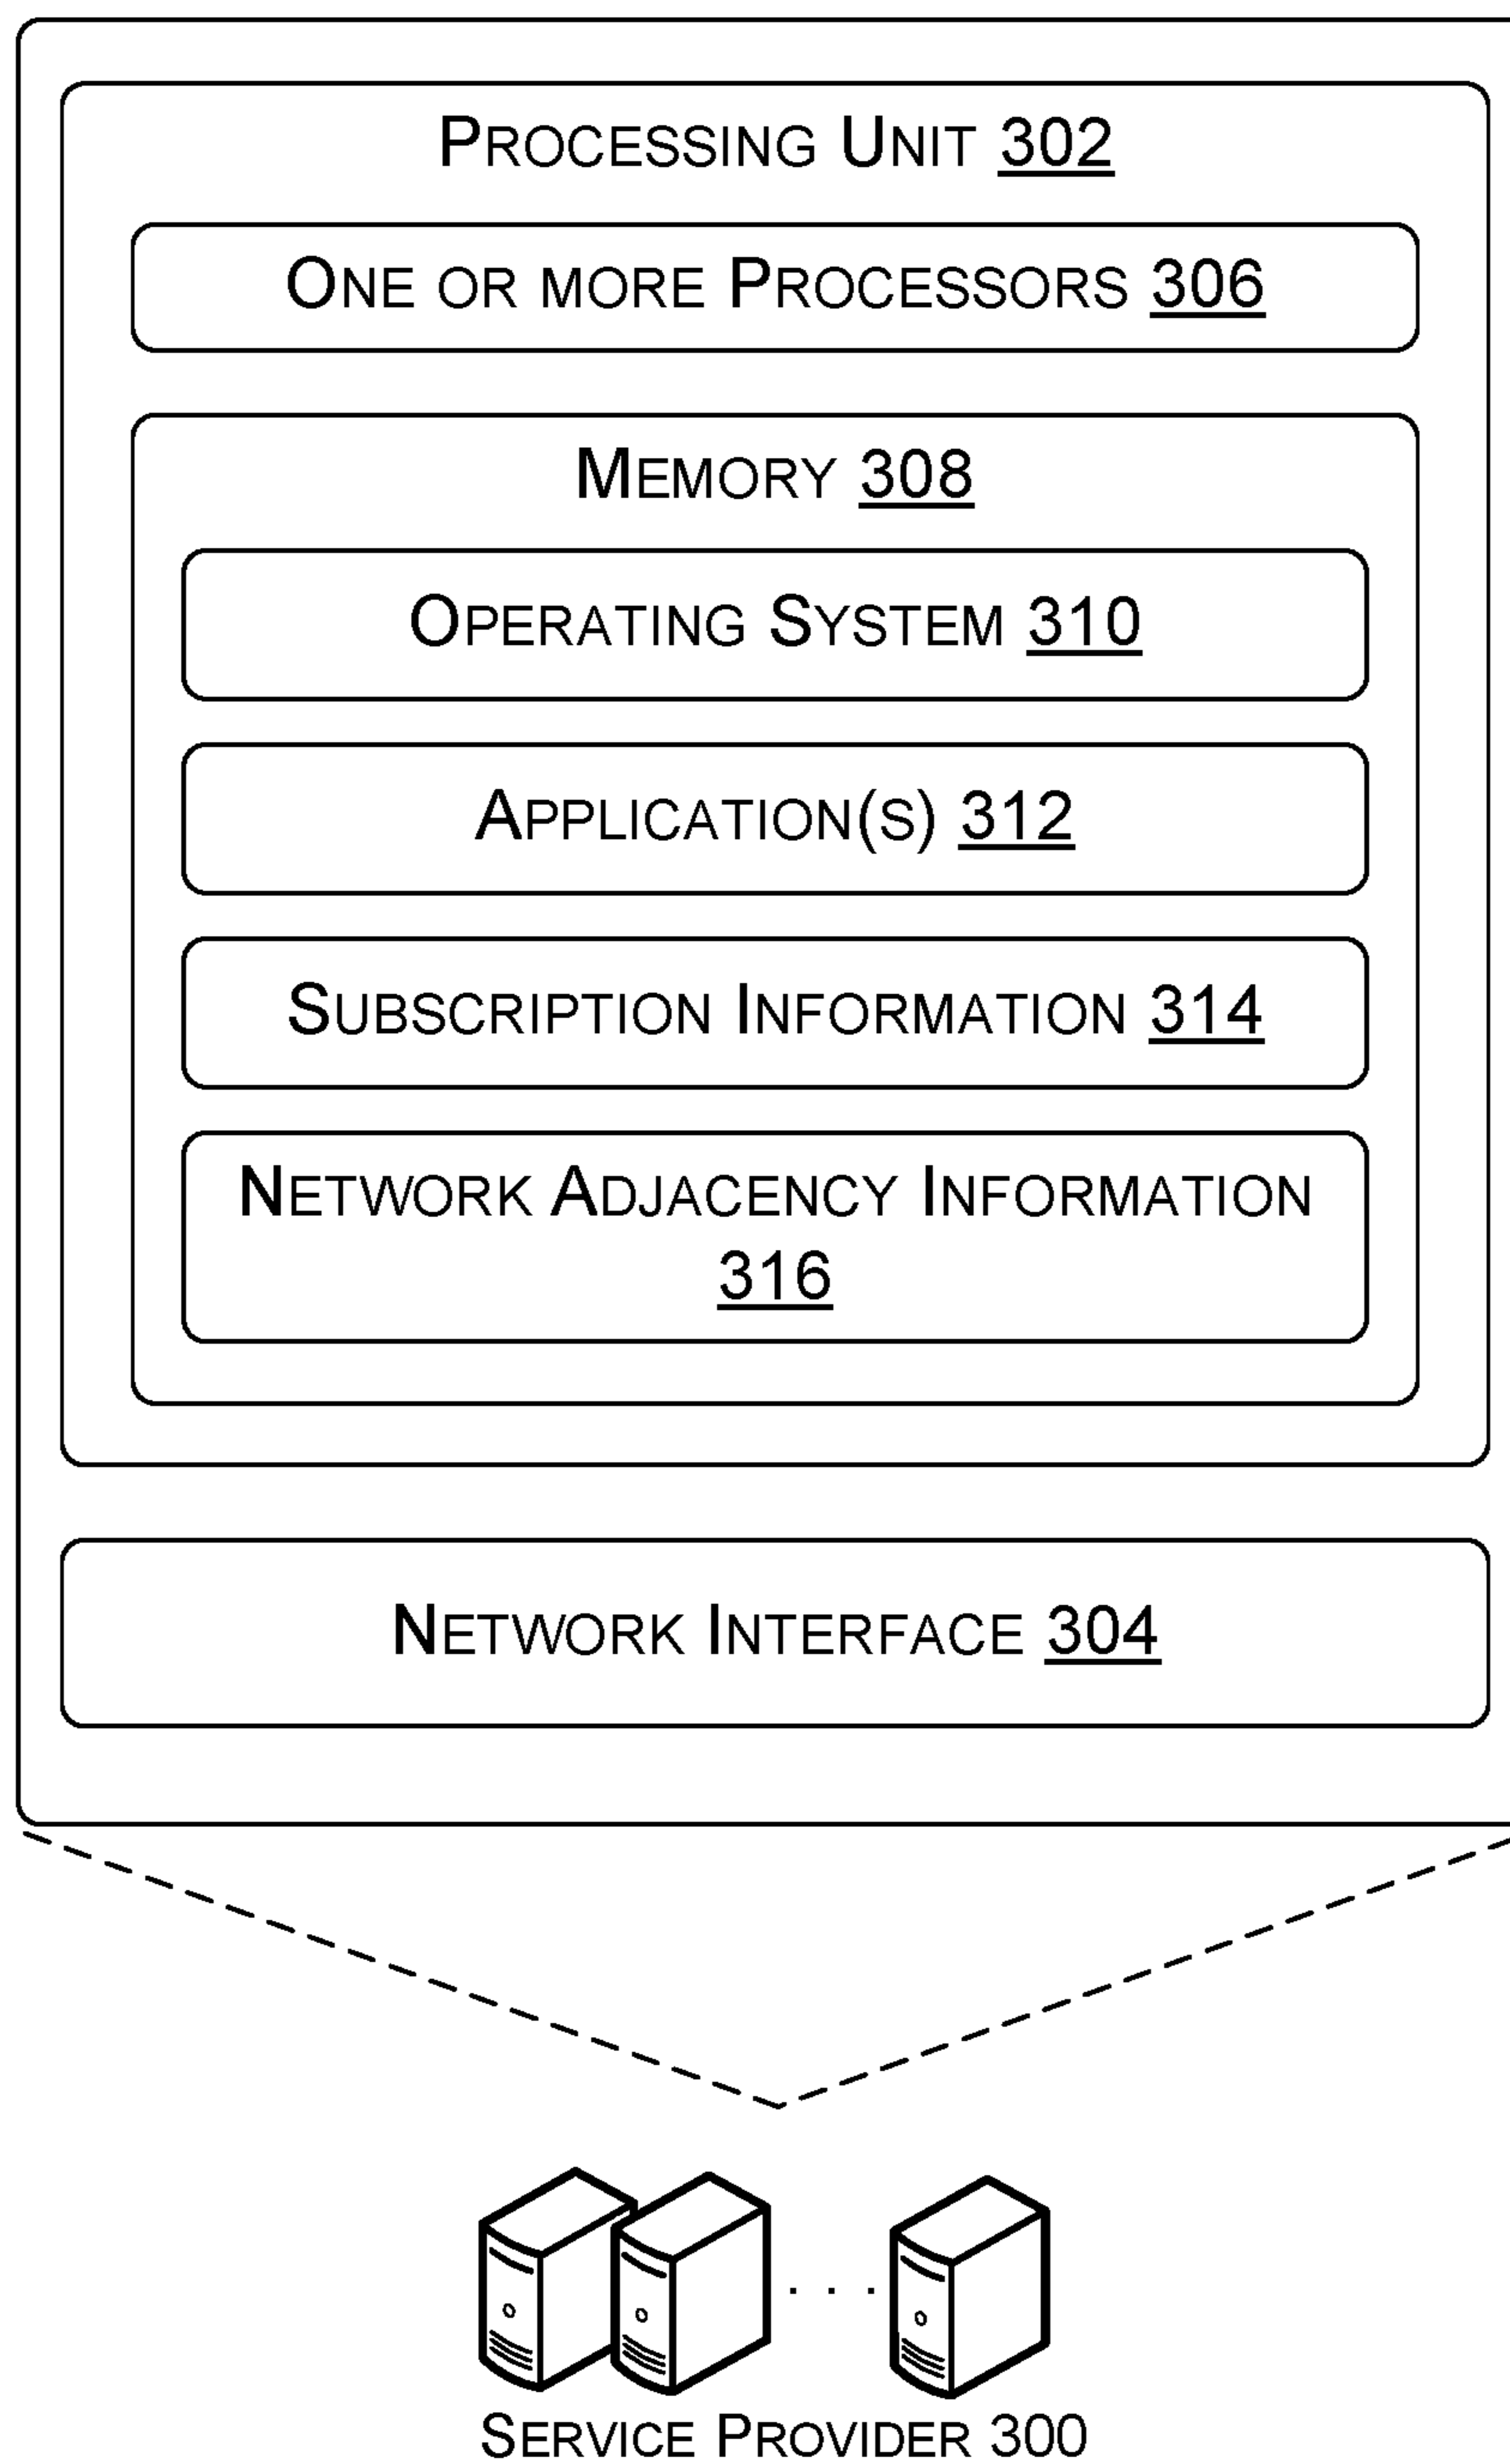 PROCESSING UNIT 302
ONE OR MORE PROCESSORS 306
MEMORY 308
OPERATING SYSTEM 310
APPLICATION(S) 312
SUBSCRIPTION INFORMATION 314
NETWORK ADJACENCY INFORMATION
316
NETWORK INTERFACE 304
. . .
SERVICE PROVIDER 300